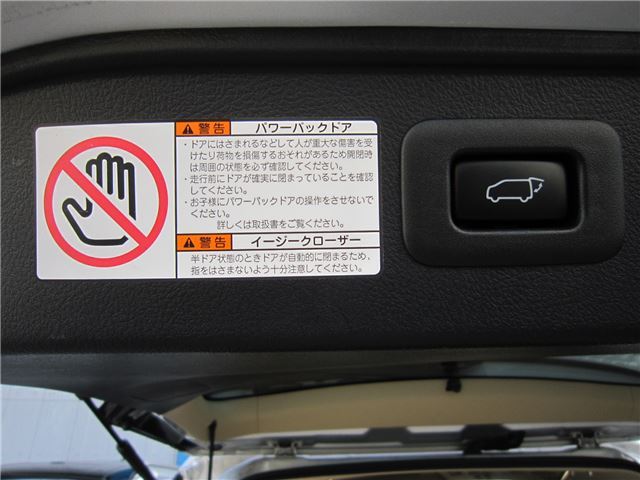 警告 パワーバックドア
・ドアにはさまれるなどして人が重大な傷害を受
けたり荷物を損傷するおそれがあるため開閉時
は周囲の状態を必ず確認してください。
・走行前にドアが確実に閉まっていることを確認
してください。
・お子様にパワーバックドアの操作をさせないで
ください。
詳しくは取扱書をご覧ください。
警告 イージークローザー
半ドア状態のときドアが自動的に閉まるため、
指をはさまないよう十分注意してください。